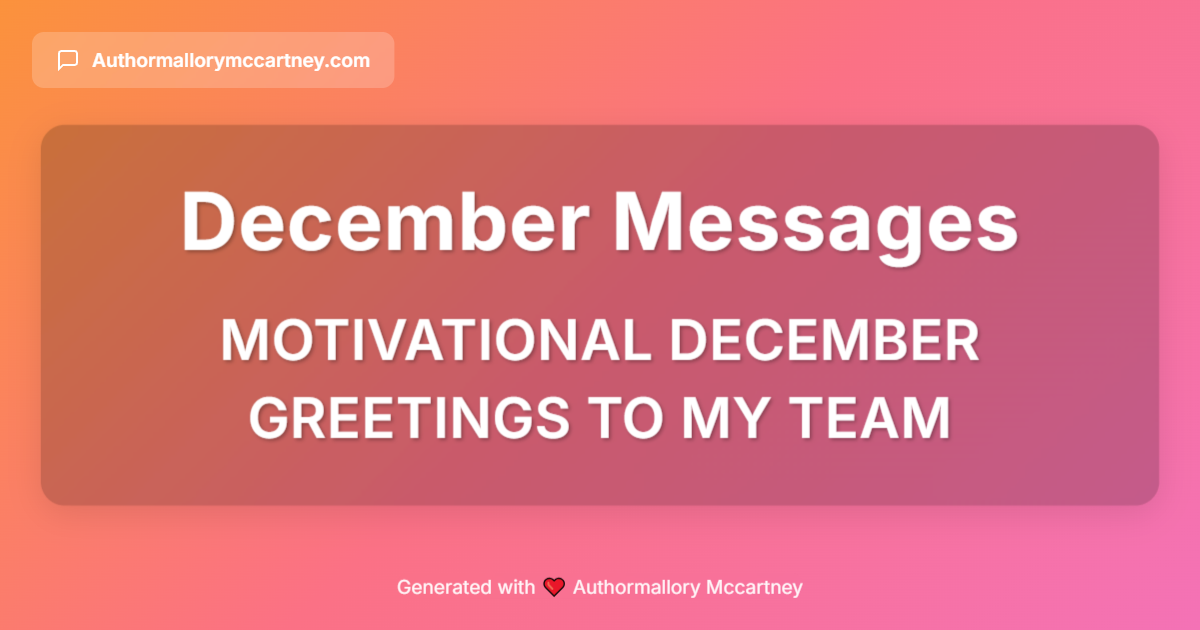 Authormallorymccartney.com
December Messages
MOTIVATIONAL DECEMBER
GREETINGS TO MY TEAM
Generated with ❤️ Authormallory Mccartney